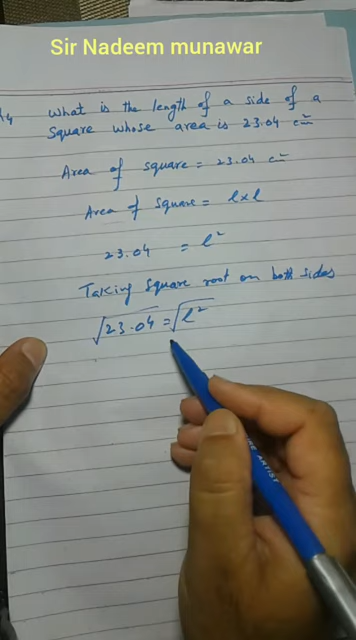 Sir Nadeem munawar
What is the length of a side of a
square whose area is 23.04 cm²
Area of square = 23.04 cm²
Area of square = l×l
23.04 = l²
Taking square root on both sides
√23.04 = √l²